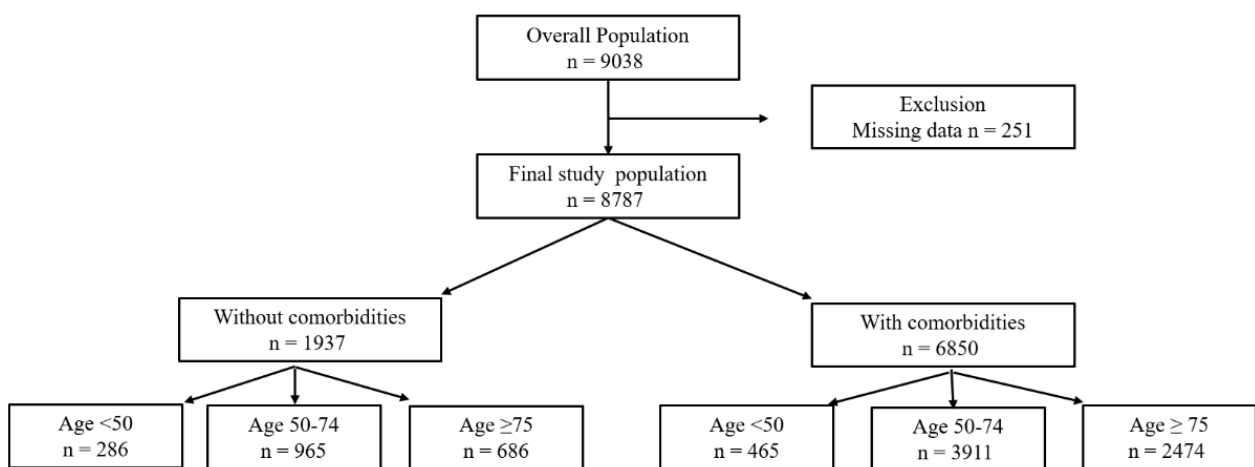 Overall Population
n = 9038
Exclusion
Missing data n = 251
Final study population
n = 8787
Without comorbidities
n = 1937
With comorbidities
n = 6850
Age <50
n = 286
Age 50-74
n = 965
Age ≥75
n = 686
Age <50
n = 465
Age 50-74
n = 3911
Age ≥ 75
n = 2474